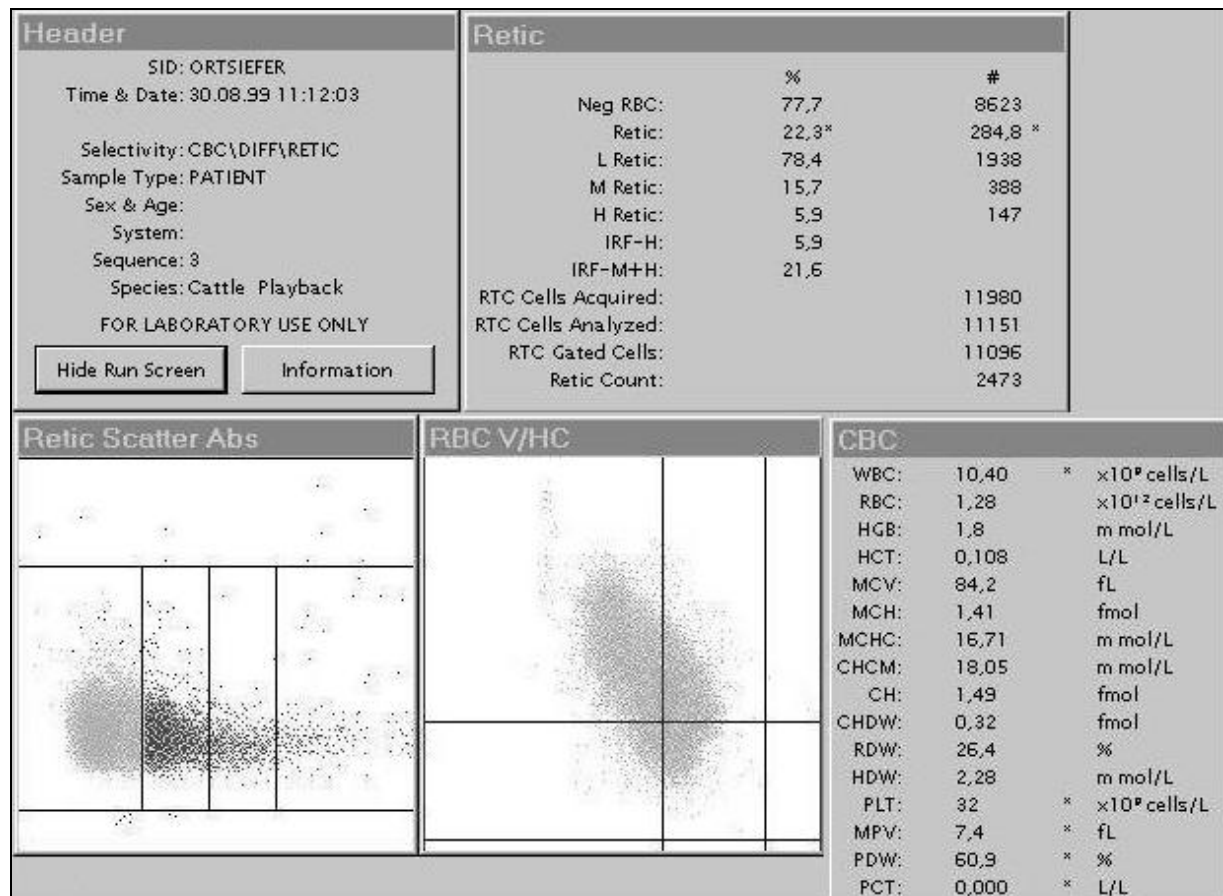 Header
SID: ORTSIEFER
Time & Date: 30.08.99 11:12:03
Selectivity: CBC\DIFF\RETIC
Sample Type: PATIENT
Sex & Age:
System:
Sequence: 3
Species: Cattle Playback
FOR LABORATORY USE ONLY
Hide Run Screen Information
Retic
% #
Neg RBC: 77,7 8623
Retic: 22,3* 284,8 *
L Retic: 78,4 1938
M Retic: 15,7 388
H Retic: 5,9 147
IRF-H: 5,9
IRF-M+H: 21,6
RTC Cells Acquired: 11980
RTC Cells Analyzed: 11151
RTC Gated Cells: 11096
Retic Count: 2473
Retic Scatter Abs
RBC V/HC
CBC
WBC: 10,40 * x10⁹ cells/L
RBC: 1,28 x10¹² cells/L
HGB: 1,8 m mol/L
HCT: 0,108 L/L
MCV: 84,2 fL
MCH: 1,41 fmol
MCHC: 16,71 m mol/L
CHCM: 18,05 m mol/L
CH: 1,49 fmol
CHDW: 0,32 fmol
RDW: 26,4 %
HDW: 2,28 m mol/L
PLT: 32 * x10⁹ cells/L
MPV: 7,4 * fL
PDW: 60,9 * %
PCT: 0,000 * L/L